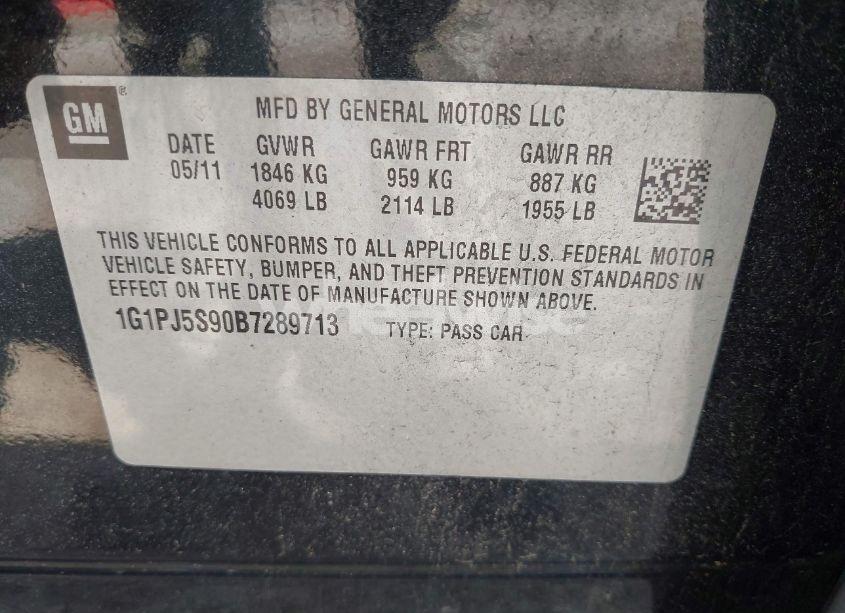 GM ®
MFD BY GENERAL MOTORS LLC
DATE GVWR GAWR FRT GAWR RR
05/11 1846 KG 959 KG 887 KG
4069 LB 2114 LB 1955 LB
THIS VEHICLE CONFORMS TO ALL APPLICABLE U.S. FEDERAL MOTOR
VEHICLE SAFETY, BUMPER, AND THEFT PREVENTION STANDARDS IN
EFFECT ON THE DATE OF MANUFACTURE SHOWN ABOVE.
1G1PJ5S90B7289713 TYPE: PASS CAR